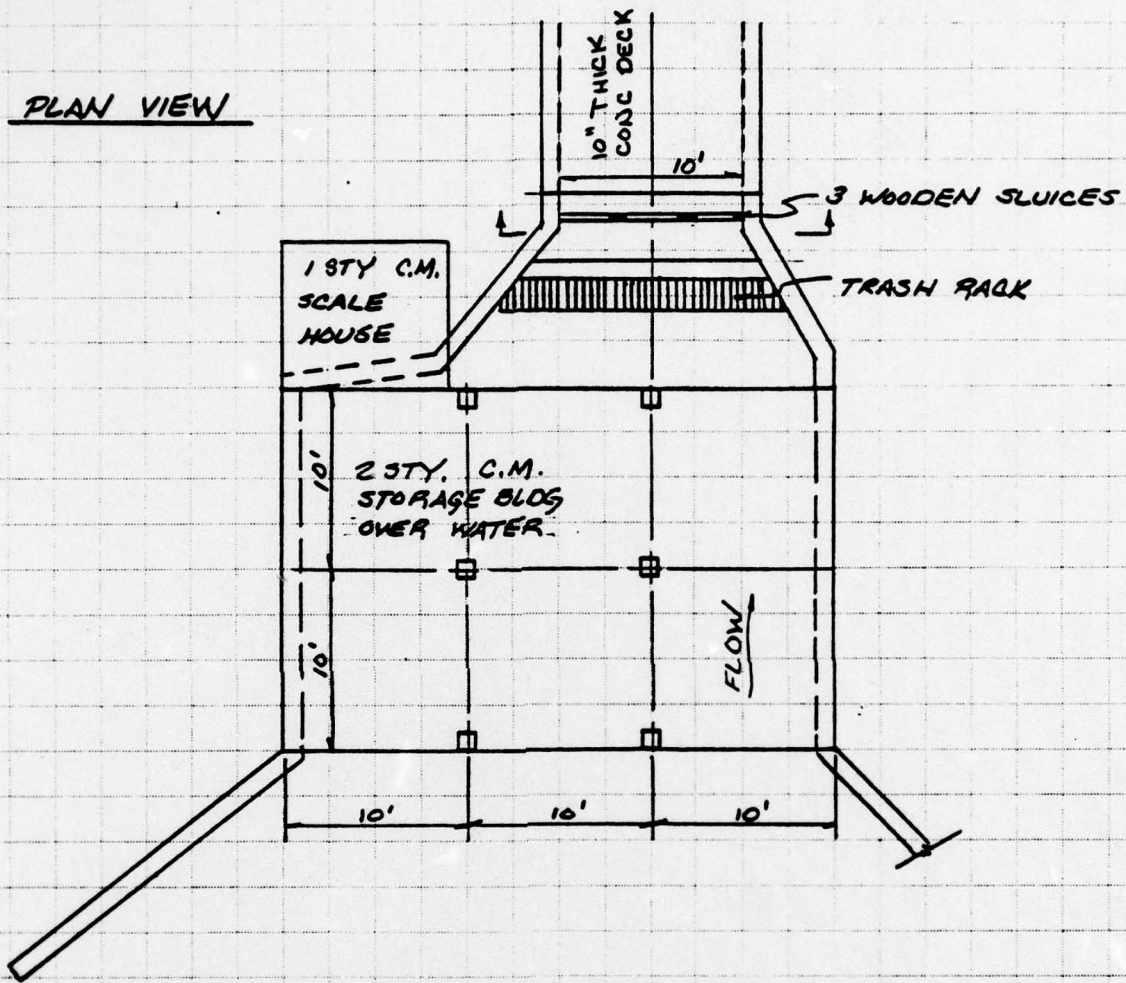 PLAN VIEW
10" THICK
CONC DECK
10'
3 WOODEN SLUICES
TRASH RACK
1 STY C.M.
SCALE
HOUSE
10'
2 STY. C.M.
STORAGE BLDG
OVER WATER
10'
FLOW
10'
10'
10'